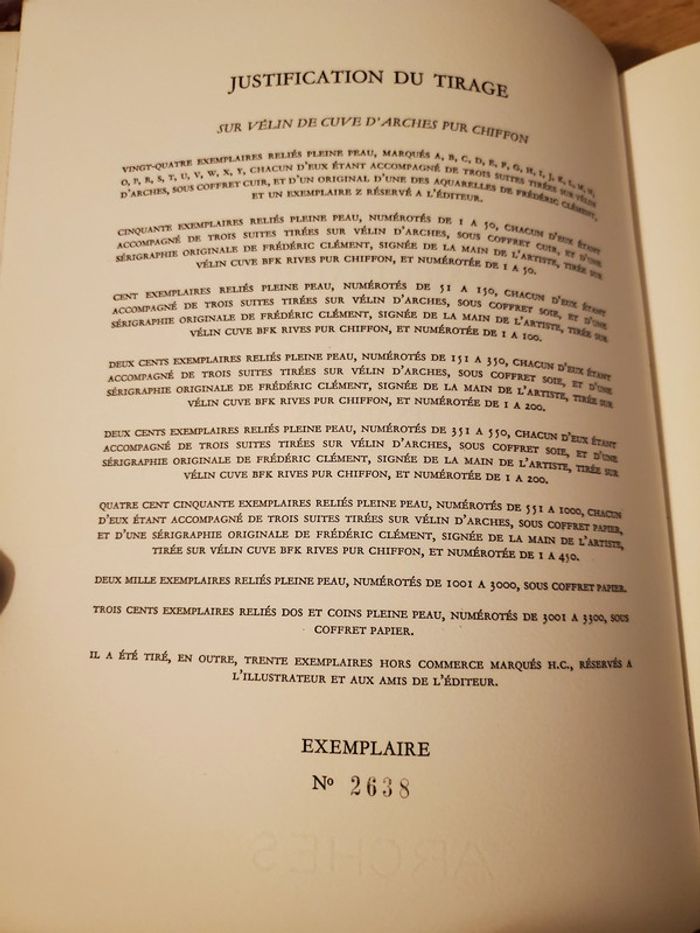 JUSTIFICATION DU TIRAGE
SUR VÉLIN DE CUVE D'ARCHES PUR CHIFFON
VINGT-QUATRE EXEMPLAIRES RELIÉS PLEINE PEAU, MARQUÉS A, B, C, D, E, F, G, H, I, J, K, L, M, N,
O, P, R, S, T, U, V, W, X, Y, CHACUN D'EUX ÉTANT ACCOMPAGNÉ DE TROIS SUITES TIRÉES SUR VÉLIN
D'ARCHES, SOUS COFFRET CUIR, ET D'UN ORIGINAL D'UNE DES AQUARELLES DE FRÉDÉRIC CLÉMENT,
ET UN EXEMPLAIRE Z RÉSERVÉ A L'ÉDITEUR.
CINQUANTE EXEMPLAIRES RELIÉS PLEINE PEAU, NUMÉROTÉS DE 1 A 50, CHACUN D'EUX ÉTANT
ACCOMPAGNÉ DE TROIS SUITES TIRÉES SUR VÉLIN D'ARCHES, SOUS COFFRET CUIR, ET D'UNE
SÉRIGRAPHIE ORIGINALE DE FRÉDÉRIC CLÉMENT, SIGNÉE DE LA MAIN DE L'ARTISTE, TIRÉE SUR
VÉLIN CUVE BFK RIVES PUR CHIFFON, ET NUMÉROTÉE DE 1 A 50.
CENT EXEMPLAIRES RELIÉS PLEINE PEAU, NUMÉROTÉS DE 51 A 150, CHACUN D'EUX ÉTANT
ACCOMPAGNÉ DE TROIS SUITES TIRÉES SUR VÉLIN D'ARCHES, SOUS COFFRET SOIE, ET D'UNE
SÉRIGRAPHIE ORIGINALE DE FRÉDÉRIC CLÉMENT, SIGNÉE DE LA MAIN DE L'ARTISTE, TIRÉE SUR
VÉLIN CUVE BFK RIVES PUR CHIFFON, ET NUMÉROTÉE DE 1 A 100.
DEUX CENTS EXEMPLAIRES RELIÉS PLEINE PEAU, NUMÉROTÉS DE 151 A 350, CHACUN D'EUX ÉTANT
ACCOMPAGNÉ DE TROIS SUITES TIRÉES SUR VÉLIN D'ARCHES, SOUS COFFRET SOIE, ET D'UNE
SÉRIGRAPHIE ORIGINALE DE FRÉDÉRIC CLÉMENT, SIGNÉE DE LA MAIN DE L'ARTISTE, TIRÉE SUR
VÉLIN CUVE BFK RIVES PUR CHIFFON, ET NUMÉROTÉE DE 1 A 200.
DEUX CENTS EXEMPLAIRES RELIÉS PLEINE PEAU, NUMÉROTÉS DE 351 A 550, CHACUN D'EUX ÉTANT
ACCOMPAGNÉ DE TROIS SUITES TIRÉES SUR VÉLIN D'ARCHES, SOUS COFFRET SOIE, ET D'UNE
SÉRIGRAPHIE ORIGINALE DE FRÉDÉRIC CLÉMENT, SIGNÉE DE LA MAIN DE L'ARTISTE, TIRÉE SUR
VÉLIN CUVE BFK RIVES PUR CHIFFON, ET NUMÉROTÉE DE 1 A 200.
QUATRE CENT CINQUANTE EXEMPLAIRES RELIÉS PLEINE PEAU, NUMÉROTÉS DE 551 A 1000, CHACUN
D'EUX ÉTANT ACCOMPAGNÉ DE TROIS SUITES TIRÉES SUR VÉLIN D'ARCHES, SOUS COFFRET PAPIER,
ET D'UNE SÉRIGRAPHIE ORIGINALE DE FRÉDÉRIC CLÉMENT, SIGNÉE DE LA MAIN DE L'ARTISTE,
TIRÉE SUR VÉLIN CUVE BFK RIVES PUR CHIFFON, ET NUMÉROTÉE DE 1 A 450.
DEUX MILLE EXEMPLAIRES RELIÉS PLEINE PEAU, NUMÉROTÉS DE 1001 A 3000, SOUS COFFRET PAPIER.
TROIS CENTS EXEMPLAIRES RELIÉS DOS ET COINS PLEINE PEAU, NUMÉROTÉS DE 3001 A 3300, SOUS
COFFRET PAPIER.
IL A ÉTÉ TIRÉ, EN OUTRE, TRENTE EXEMPLAIRES HORS COMMERCE MARQUÉS H.C., RÉSERVÉS A
L'ILLUSTRATEUR ET AUX AMIS DE L'ÉDITEUR.
EXEMPLAIRE
Nº 2638
ARCHES